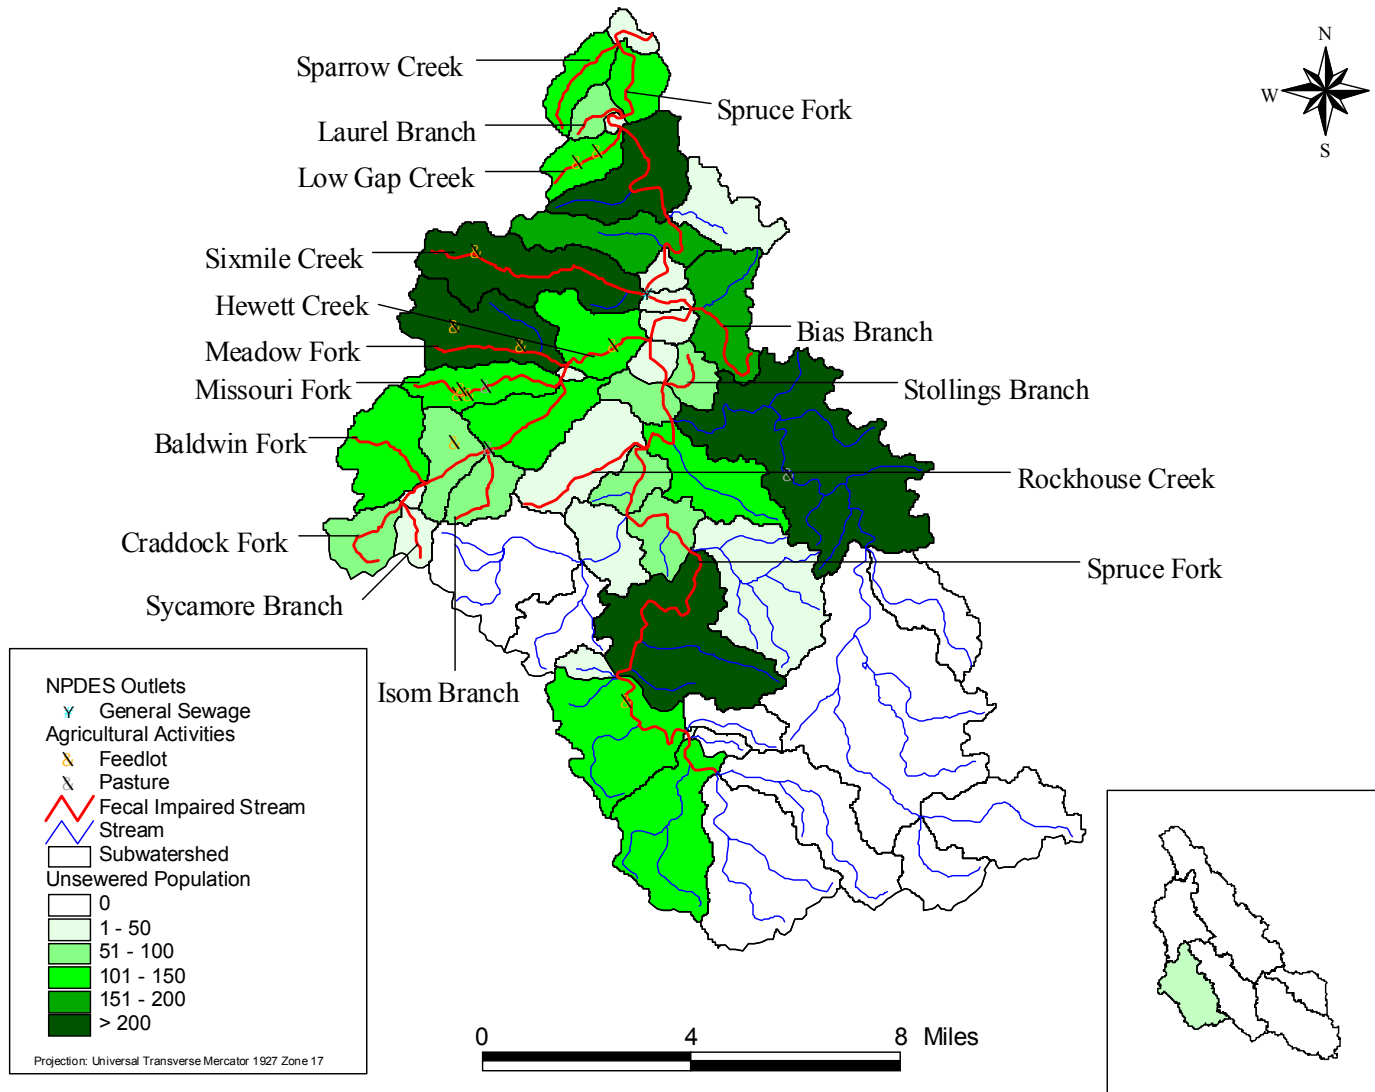 N
W
S
Sparrow Creek
Spruce Fork
Laurel Branch
Low Gap Creek
Sixmile Creek
Hewett Creek
Bias Branch
Meadow Fork
Missouri Fork
Stollings Branch
Baldwin Fork
Rockhouse Creek
Craddock Fork
Spruce Fork
Sycamore Branch
Isom Branch
NPDES Outlets
General Sewage
Agricultural Activities
Feedlot
Pasture
Fecal Impaired Stream
Stream
Subwatershed
Unsewered Population
0
1 - 50
51 - 100
101 - 150
151 - 200
> 200
Projection: Universal Transverse Mercator 1927 Zone 17
0 4 8 Miles